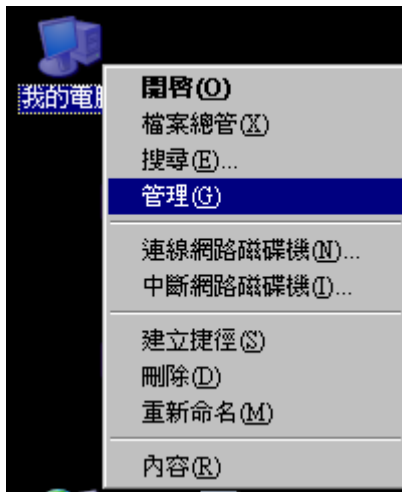 我的電腦
開啓(O)
檔案總管(X)
搜尋(E)...
管理(G)
連線網路磁碟機(N)...
中斷網路磁碟機(I)...
建立捷徑(S)
刪除(D)
重新命名(M)
內容(R)